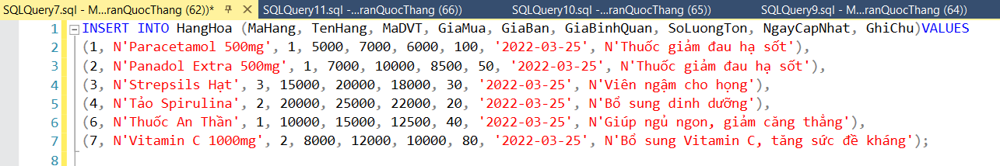 SQLQuery7.sql - M...ranQuocThang (62))* SQLQuery11.sql -...ranQuocThang (66)) SQLQuery10.sql -...ranQuocThang (65)) SQLQuery9.sql - M...ranQuocThang (64))
1 INSERT INTO HangHoa (MaHang, TenHang, MaDVT, GiaMua, GiaBan, GiaBinhQuan, SoLuongTon, NgayCapNhat, GhiChu)VALUES
2 (1, N'Paracetamol 500mg', 1, 5000, 7000, 6000, 100, '2022-03-25', N'Thuốc giảm đau hạ sốt'),
3 (2, N'Panadol Extra 500mg', 1, 7000, 10000, 8500, 50, '2022-03-25', N'Thuốc giảm đau hạ sốt'),
4 (3, N'Strepsils Hạt', 3, 15000, 20000, 18000, 30, '2022-03-25', N'Viên ngậm cho họng'),
5 (4, N'Tảo Spirulina', 2, 20000, 25000, 22000, 20, '2022-03-25', N'Bổ sung dinh dưỡng'),
6 (6, N'Thuốc An Thần', 1, 10000, 15000, 12500, 40, '2022-03-25', N'Giúp ngủ ngon, giảm căng thẳng'),
7 (7, N'Vitamin C 1000mg', 2, 8000, 12000, 10000, 80, '2022-03-25', N'Bổ sung Vitamin C, tăng sức đề kháng');
8